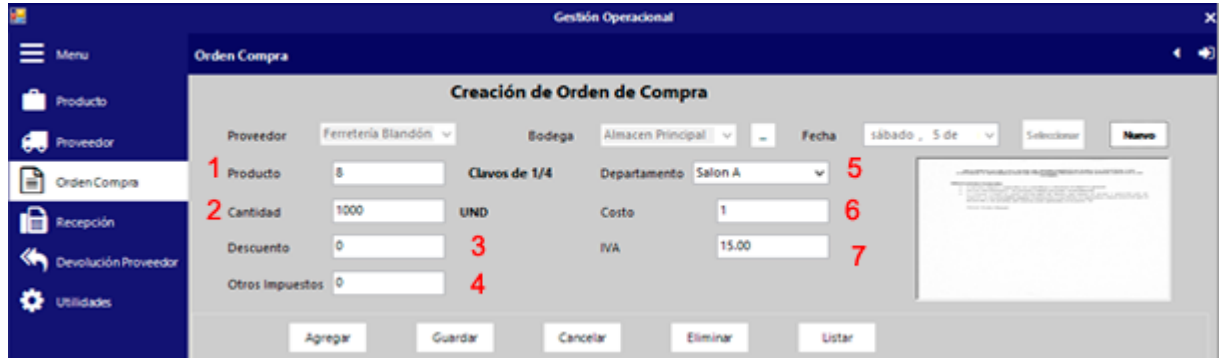 Gestión Operacional
Menu
Orden Compra
Producto
Proveedor
Orden Compra
Recepción
Devolución Proveedor
Utilidades
Creación de Orden de Compra
Proveedor Ferretería Blandón Bodega Almacen Principal ... Fecha sábado , 5 de Seleccionar Nuevo
1 Producto 8 Clavos de 1/4 Departamento Salon A 5
2 Cantidad 1000 UND Costo 1 6
Descuento 0 3 IVA 15.00 7
Otros Impuestos 0 4
Agregar Guardar Cancelar Eliminar Listar